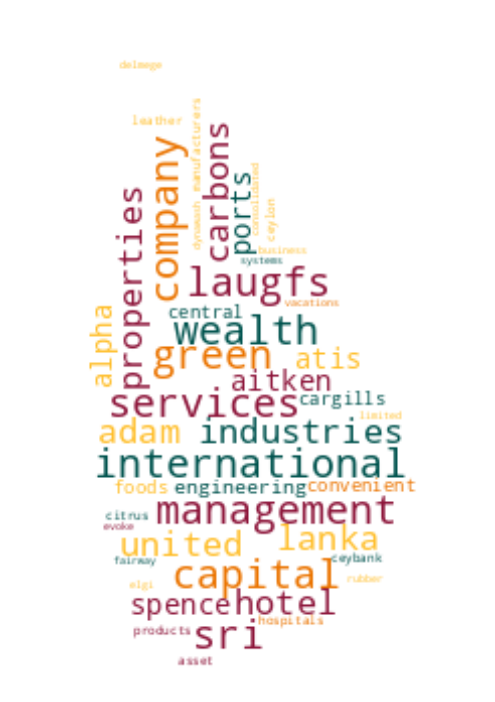 delmege
leather
manufacturers
carbons
company
consolidated
ports
properties
ceylon
dynawash
business
systems
laugfs
vacations
central
alpha
wealth
green
atis
aitken
services
cargills
limited
adam
industries
international
foods
engineering
convenient
citrus
management
evoke
united
lanka
fairway
ceybank
capital
elgi
rubber
spence
hotel
hospitals
products
sri
asset